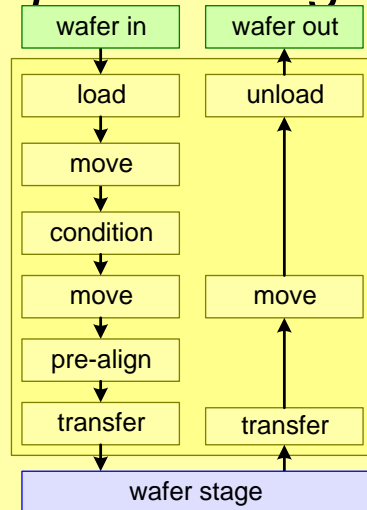 wafer in
wafer out
load
unload
move
condition
move
move
pre-align
transfer
transfer
wafer stage